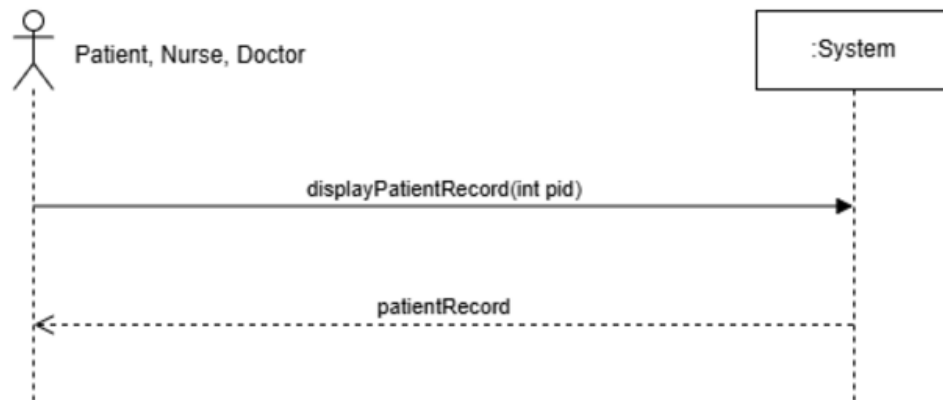 Patient, Nurse, Doctor
:System
displayPatientRecord(int pid)
patientRecord